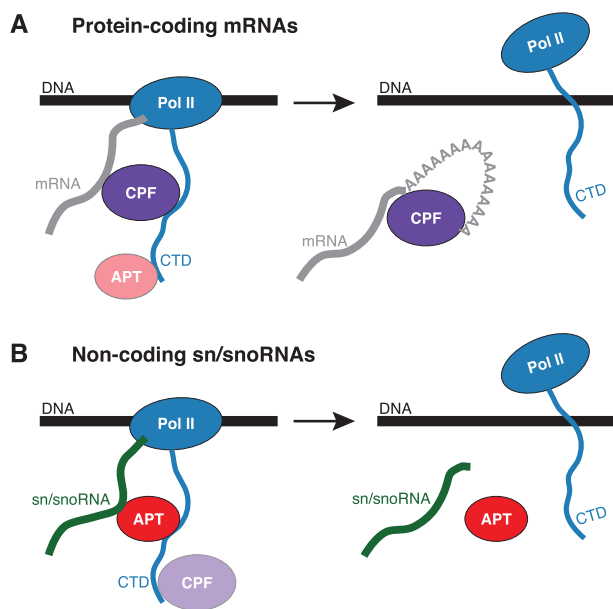 A Protein-coding mRNAs
DNA
Pol II
mRNA
CPF
APT
CTD
Pol II
DNA
AAAAAAAAAAAAAAAA
CPF
mRNA
CTD
B Non-coding sn/snoRNAs
DNA
Pol II
sn/snoRNA
APT
CTD
CPF
Pol II
DNA
sn/snoRNA
APT
CTD